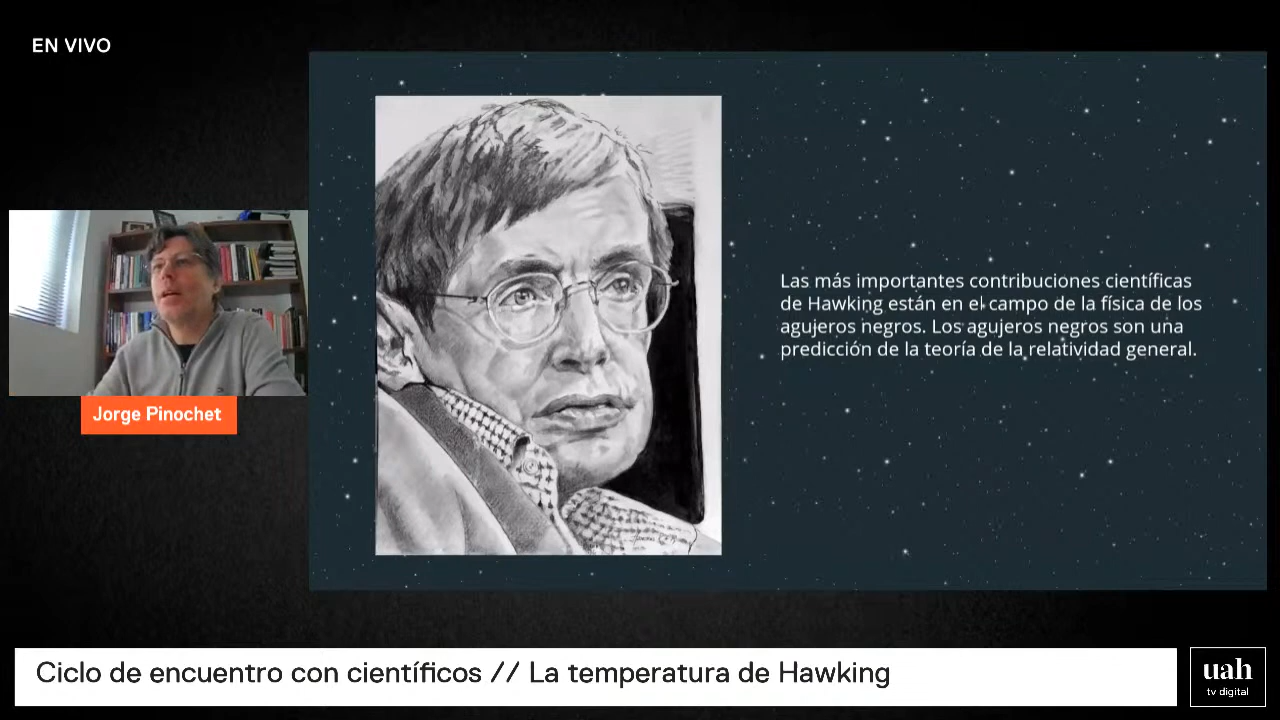 EN VIVO
Las más importantes contribuciones científicas
de Hawking están en el campo de la física de los
agujeros negros. Los agujeros negros son una
predicción de la teoría de la relatividad general.
Jorge Pinochet
Ciclo de encuentro con científicos // La temperatura de Hawking
uah
tv digital